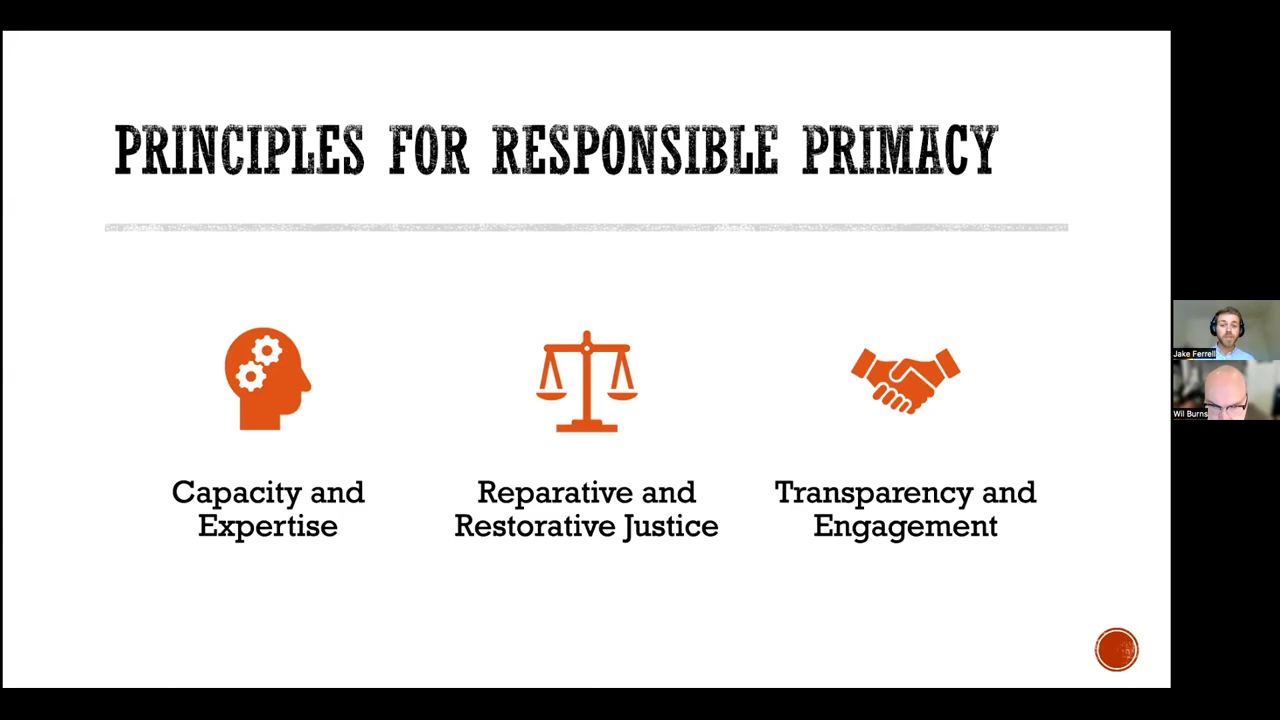 PRINCIPLES FOR RESPONSIBLE PRIMACY
Capacity and
Expertise
Reparative and
Restorative Justice
Transparency and
Engagement
Jake Ferrell
Wil Burns